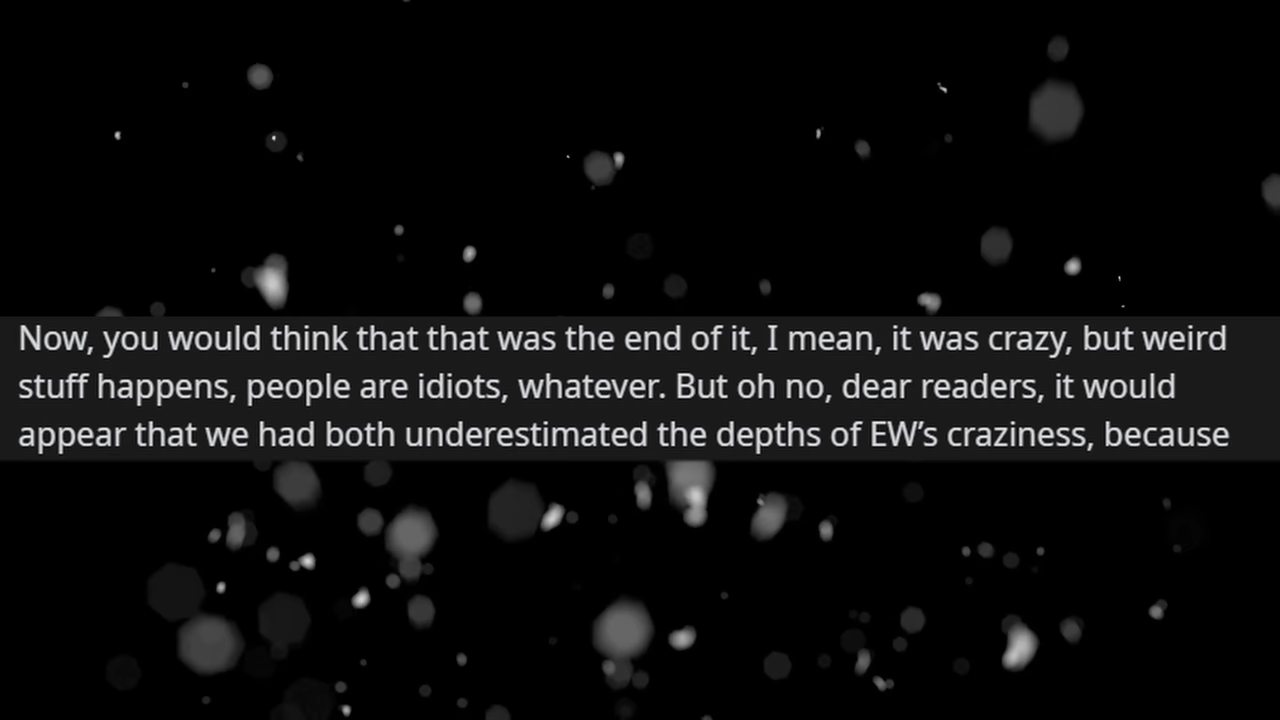 Now, you would think that that was the end of it, I mean, it was crazy, but weird
stuff happens, people are idiots, whatever. But oh no, dear readers, it would
appear that we had both underestimated the depths of EW’s craziness, because